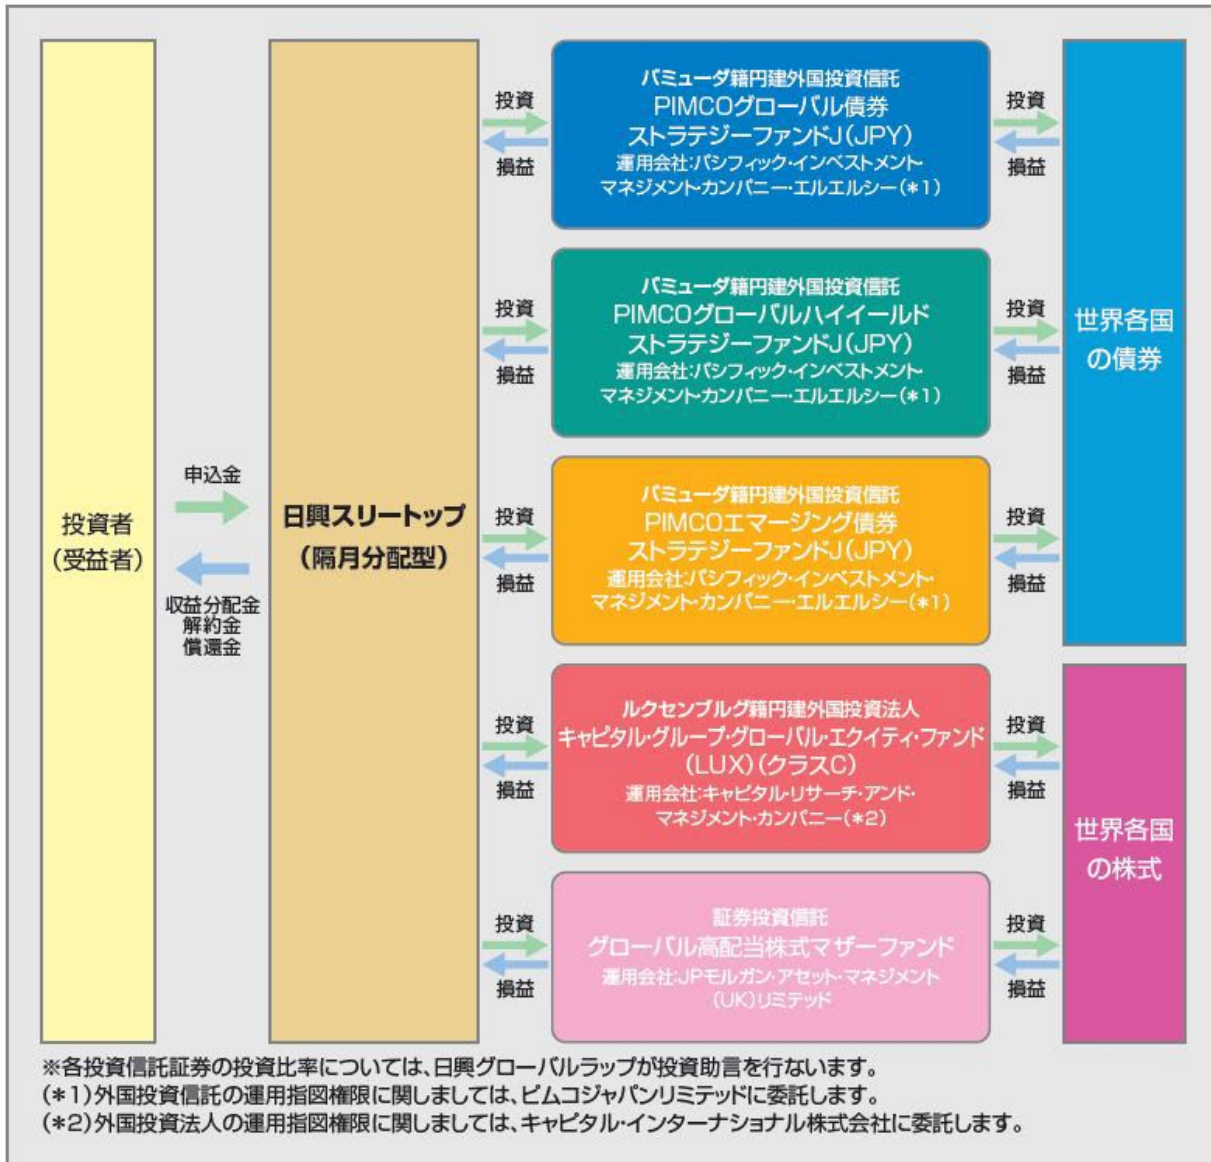 投資者
(受益者)
申込金
収益分配金
解約金
償還金
日興スリートップ
(隔月分配型)
投資
損益
バミューダ籍円建外国投資信託
PIMCOグローバル債券
ストラテジーファンドJ(JPY)
運用会社:パシフィック・インベストメント・
マネジメント・カンパニー・エルエルシー(*1)
投資
損益
投資
損益
バミューダ籍円建外国投資信託
PIMCOグローバルハイイールド
ストラテジーファンドJ(JPY)
運用会社:パシフィック・インベストメント・
マネジメント・カンパニー・エルエルシー(*1)
投資
損益
投資
損益
バミューダ籍円建外国投資信託
PIMCOエマージング債券
ストラテジーファンドJ(JPY)
運用会社:パシフィック・インベストメント・
マネジメント・カンパニー・エルエルシー(*1)
投資
損益
世界各国
の債券
投資
損益
ルクセンブルグ籍円建外国投資法人
キャピタル・グループ・グローバル・エクイティ・ファンド
(LUX)(クラスC)
運用会社:キャピタル・リサーチ・アンド・
マネジメント・カンパニー(*2)
投資
損益
投資
損益
証券投資信託
グローバル高配当株式マザーファンド
運用会社:JPモルガン・アセット・マネジメント
(UK)リミテッド
投資
損益
世界各国
の株式
※各投資信託証券の投資比率については、日興グローバルラップが投資助言を行ないます。
(*1)外国投資信託の運用指図権限に関しましては、ピムコジャパンリミテッドに委託します。
(*2)外国投資法人の運用指図権限に関しましては、キャピタル・インターナショナル株式会社に委託します。